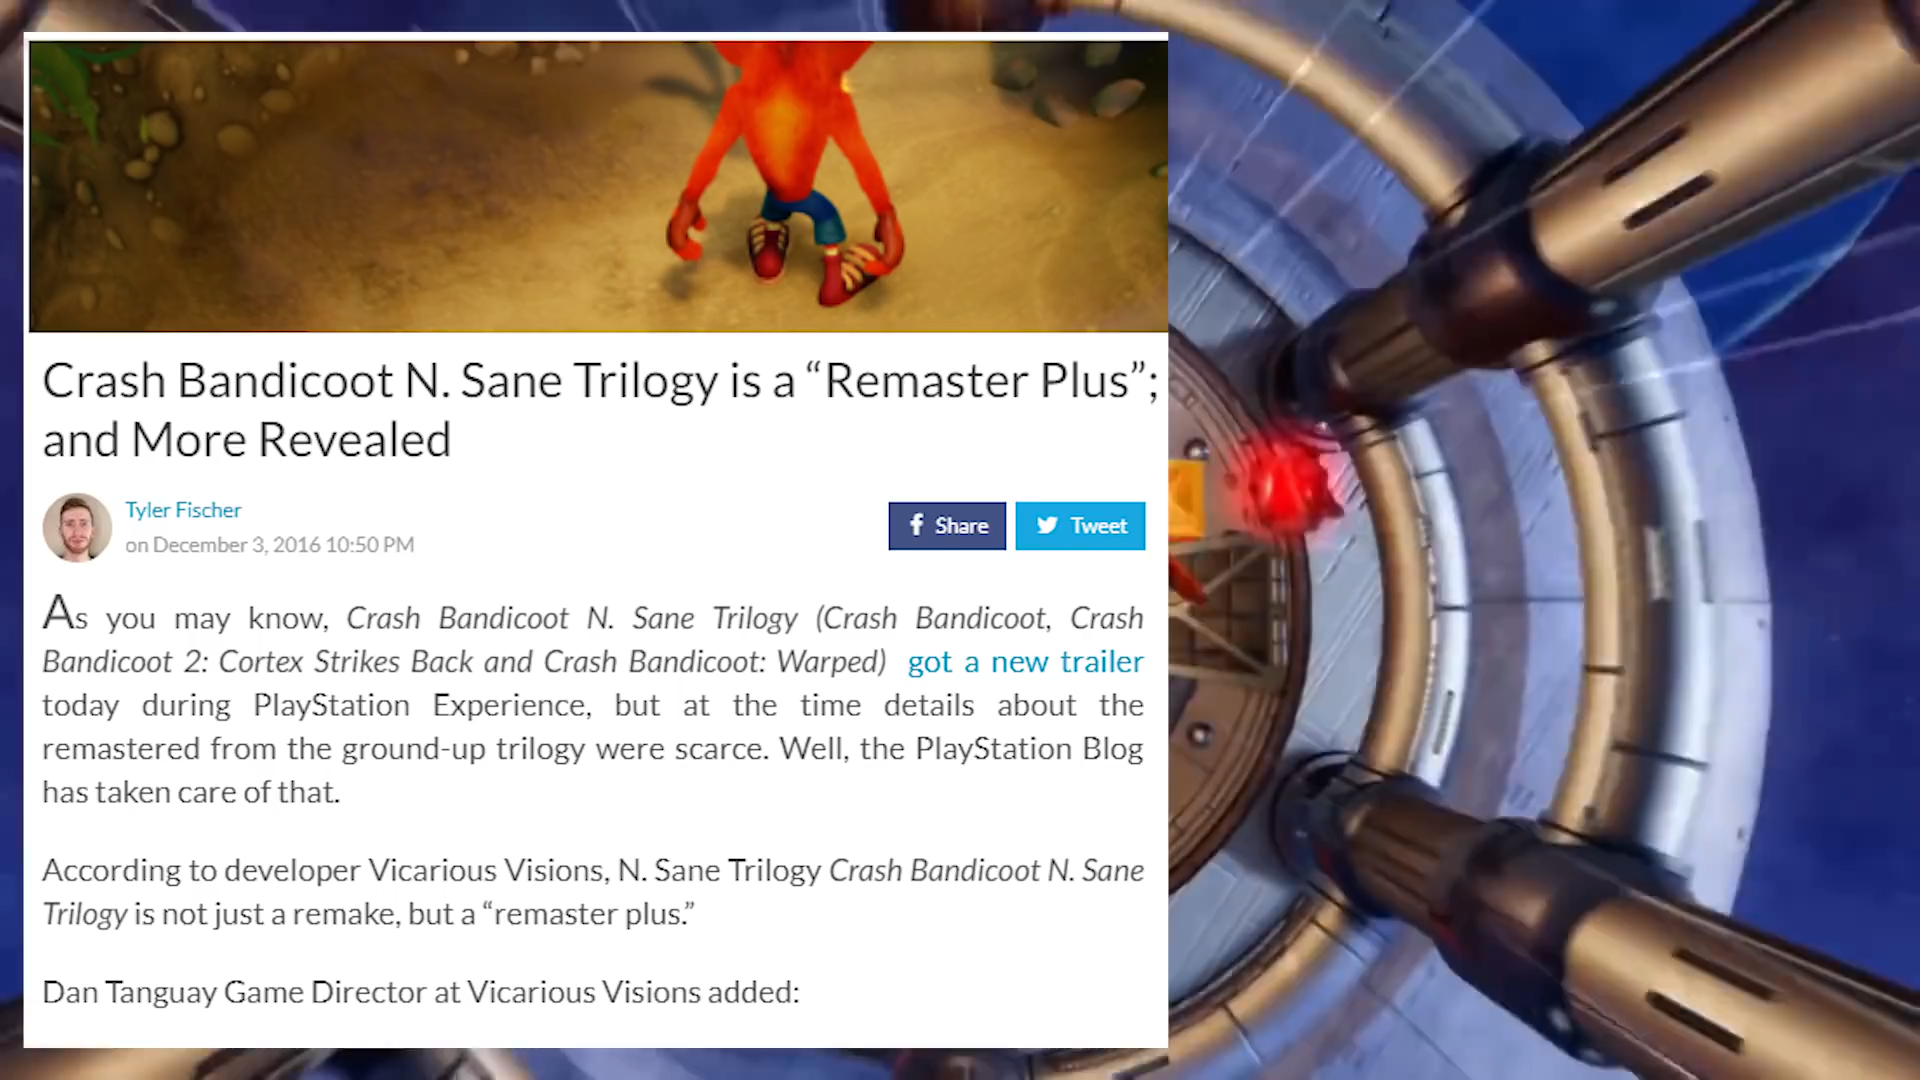 Crash Bandicoot N. Sane Trilogy is a “Remaster Plus”;
and More Revealed
Tyler Fischer
on December 3, 2016 10:50 PM
Share
Tweet
As you may know, Crash Bandicoot N. Sane Trilogy (Crash Bandicoot, Crash
Bandicoot 2: Cortex Strikes Back and Crash Bandicoot: Warped) got a new trailer
today during PlayStation Experience, but at the time details about the
remastered from the ground-up trilogy were scarce. Well, the PlayStation Blog
has taken care of that.
According to developer Vicarious Visions, N. Sane Trilogy Crash Bandicoot N. Sane
Trilogy is not just a remake, but a “remaster plus.”
Dan Tanguay Game Director at Vicarious Visions added: